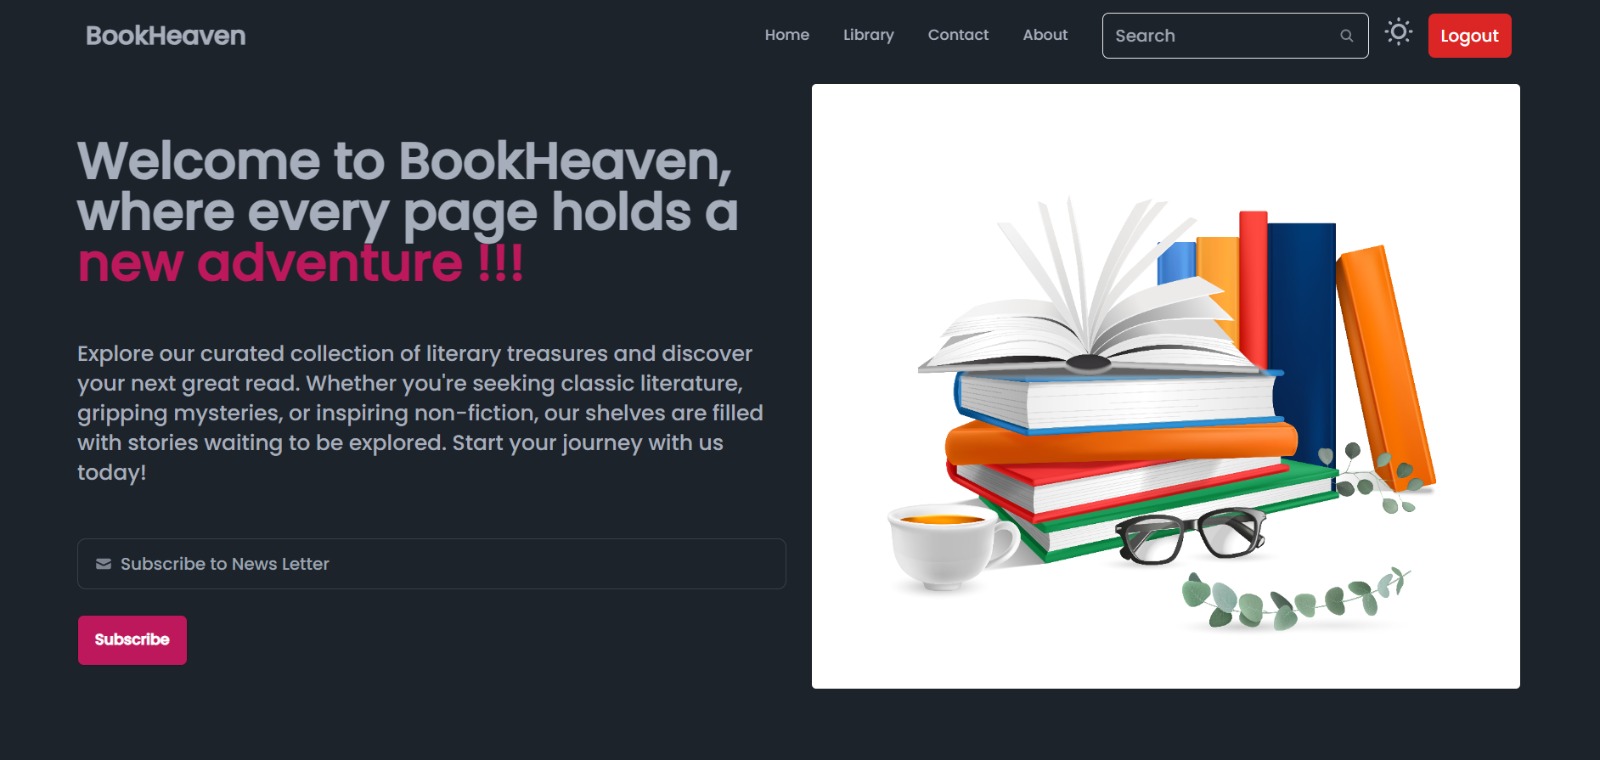 BookHeaven
Home
Library
Contact
About
Search
Logout
Welcome to BookHeaven,
where every page holds a
new adventure !!!
Explore our curated collection of literary treasures and discover
your next great read. Whether you're seeking classic literature,
gripping mysteries, or inspiring non-fiction, our shelves are filled
with stories waiting to be explored. Start your journey with us
today!
Subscribe to News Letter
Subscribe